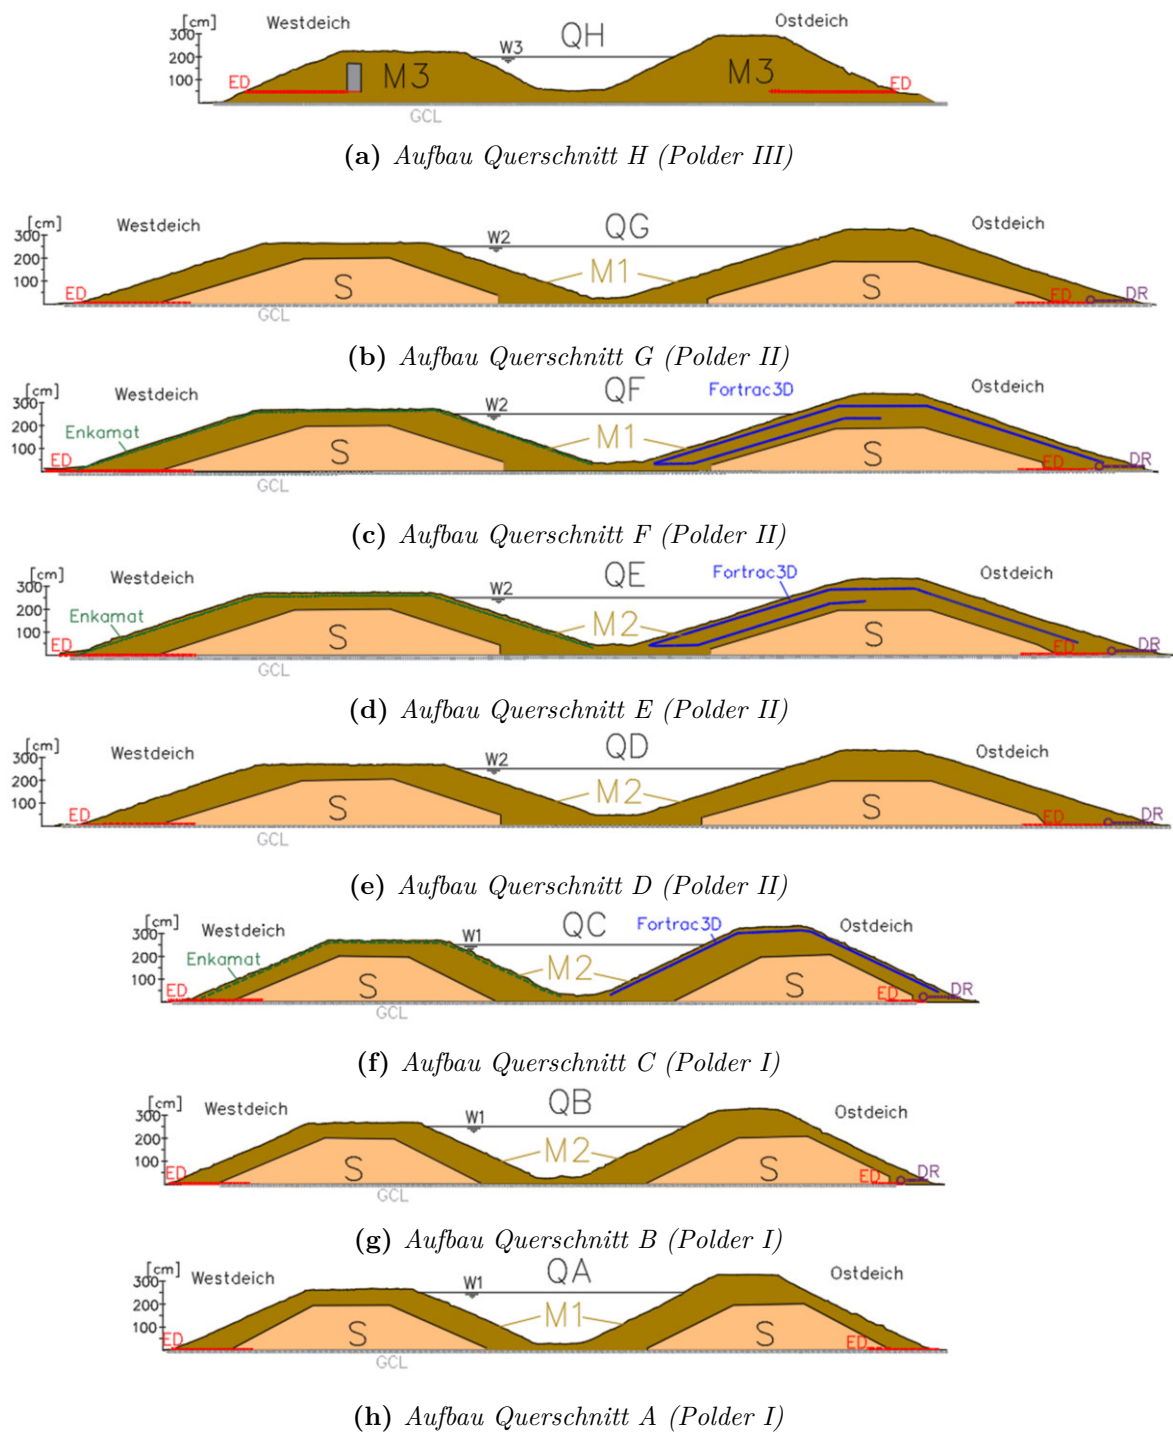 [cm] Westdeich QH Ostdeich
300 W3
200
100 ED M3 M3 ED
GCL
(a) Aufbau Querschnitt H (Polder III)
[cm] Westdeich QG Ostdeich
300 W2
200
100 M1
ED S S ED DR
GCL
(b) Aufbau Querschnitt G (Polder II)
[cm] Westdeich QF Fortrac3D Ostdeich
300 W2
200
Enkamat M1
100
ED S S ED DR
GCL
(c) Aufbau Querschnitt F (Polder II)
[cm] Westdeich QE Fortrac3D Ostdeich
300 W2
200
Enkamat M2
100
ED S S ED DR
GCL
(d) Aufbau Querschnitt E (Polder II)
[cm] Westdeich QD Ostdeich
300 W2
200
100 M2
ED S S ED DR
GCL
(e) Aufbau Querschnitt D (Polder II)
[cm] Westdeich QC Fortrac3D Ostdeich
300 W1
200
Enkamat M2
100
ED S S ED DR
GCL
(f) Aufbau Querschnitt C (Polder I)
[cm] Westdeich QB Ostdeich
300 W1
200
100 M2
ED S S ED DR
GCL
(g) Aufbau Querschnitt B (Polder I)
[cm] Westdeich QA Ostdeich
300 W1
200
100 M1
ED S S ED
GCL
(h) Aufbau Querschnitt A (Polder I)